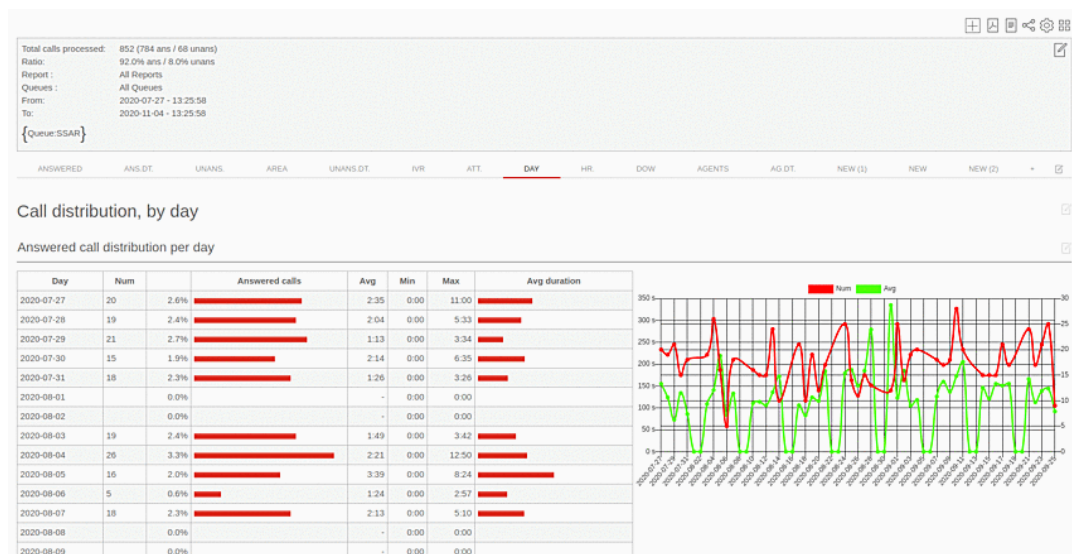 Total calls processed: 852 (784 ans / 68 unans)
Ratio: 92.0% ans / 8.0% unans
Report : All Reports
Queues : All Queues
From: 2020-07-27 - 13:25:58
To: 2020-11-04 - 13:25:58
{Queue:SSAR}
ANSWERED ANS.DT. UNANS. AREA UNANS.DT. IVR ATT. DAY HR. DOW AGENTS AG.DT. NEW (1) NEW NEW (2)
Call distribution, by day
Answered call distribution per day
Day Num Answered calls Avg Min Max Avg duration
2020-07-27 20 2.6% 2:35 0:00 11:00
2020-07-28 19 2.4% 2:04 0:00 5:33
2020-07-29 21 2.7% 1:13 0:00 3:34
2020-07-30 15 1.9% 2:14 0:00 6:35
2020-07-31 18 2.3% 1:26 0:00 3:26
2020-08-01 0.0% - 0:00 0:00
2020-08-02 0.0% - 0:00 0:00
2020-08-03 19 2.4% 1:49 0:00 3:42
2020-08-04 26 3.3% 2:21 0:00 12:50
2020-08-05 16 2.0% 3:39 0:00 8:24
2020-08-06 5 0.6% 1:24 0:00 2:57
2020-08-07 18 2.3% 2:13 0:00 5:10
2020-08-08 0.0% - 0:00 0:00
2020-08-09 0.0% - 0:00 0:00
Num Avg
350 s 30
300 s 25
250 s
200 s 20
150 s 15
100 s 10
50 s 5
0 s 0